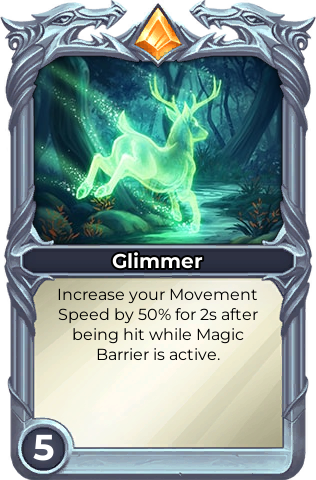 Glimmer
Increase your Movement
Speed by 50% for 2s after
being hit while Magic
Barrier is active.
5